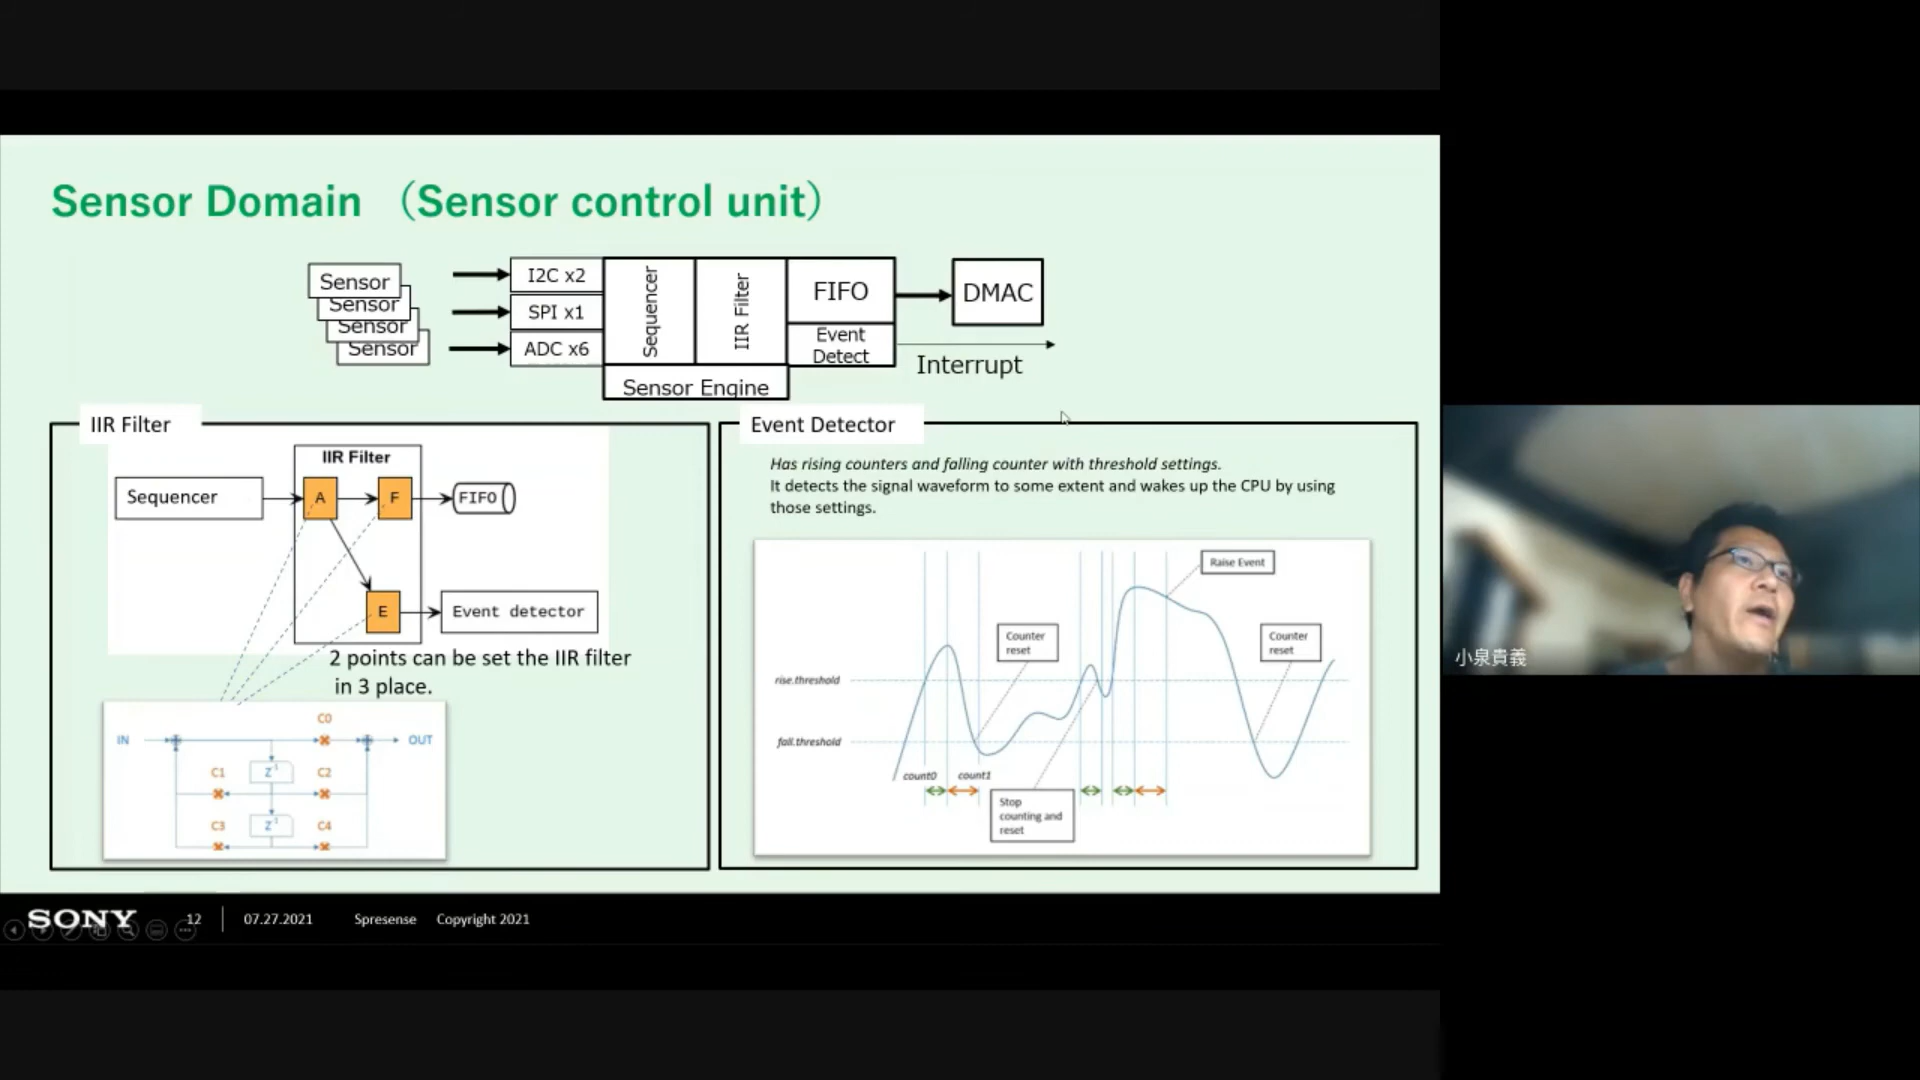 Sensor Domain （Sensor control unit）
Sensor
Sensor
Sensor
Sensor
I2C x2
SPI x1
ADC x6
Sequencer
IIR Filter
FIFO
Event
Detect
Sensor Engine
DMAC
Interrupt
IIR Filter
IIR Filter
Sequencer
A
F
FIFO
E
Event detector
2 points can be set the IIR filter
in 3 place.
IN
C0
OUT
C1
Z-1
C2
C3
Z-1
C4
Event Detector
Has rising counters and falling counter with threshold settings.
It detects the signal waveform to some extent and wakes up the CPU by using
those settings.
Raise Event
Counter
reset
Counter
reset
rise.threshold
fall.threshold
count0
count1
Stop
counting and
reset
小泉貴義
SONY
12
07.27.2021
Spresense
Copyright 2021